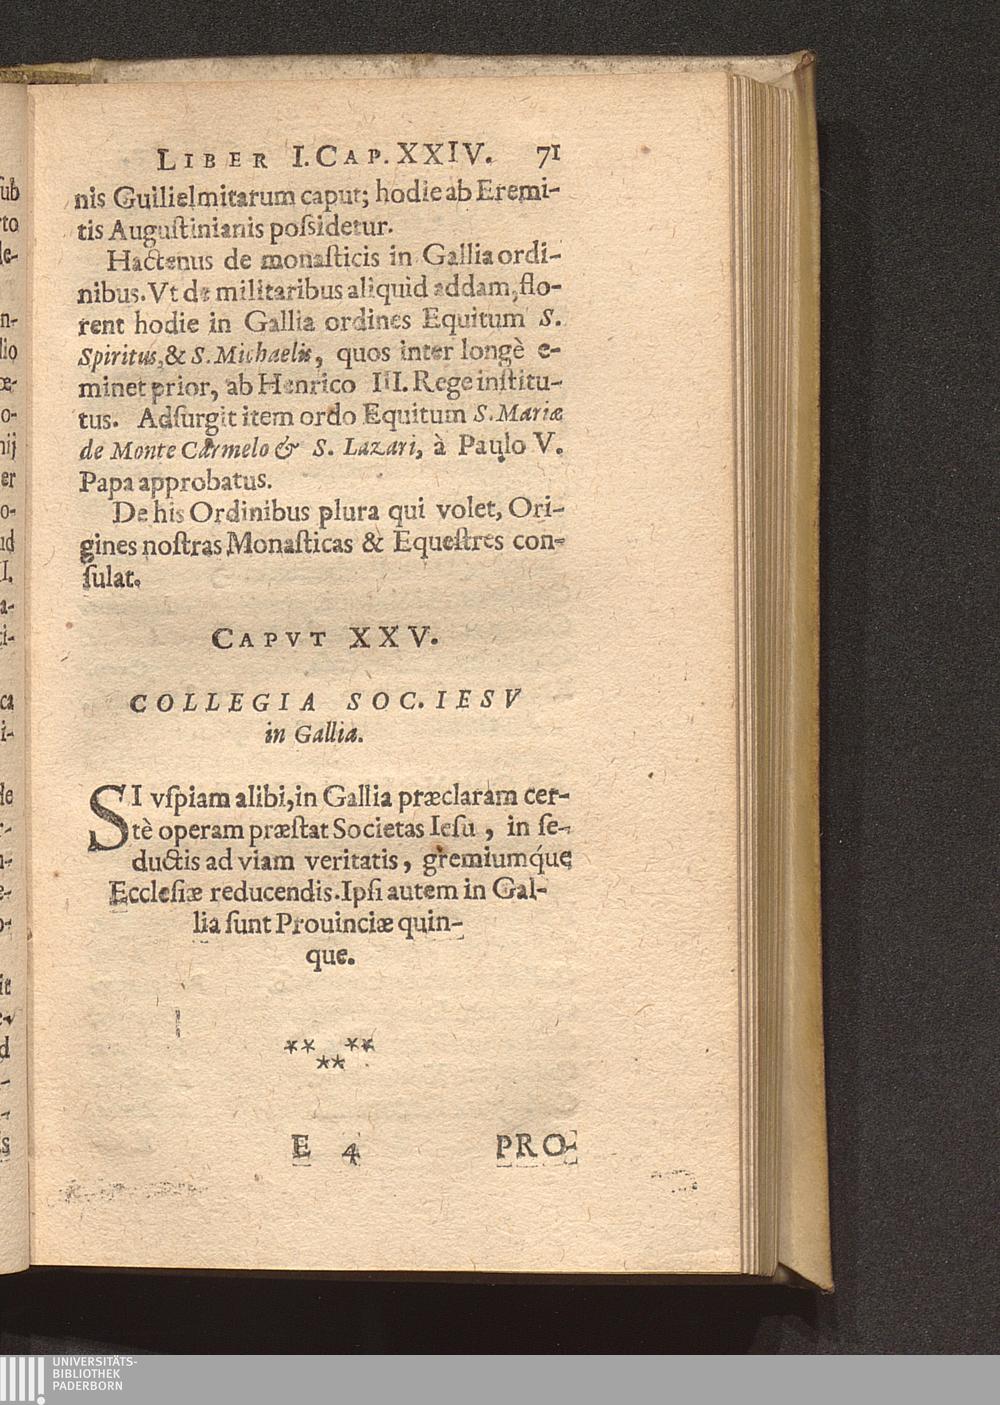 LIBER I. CAP. XXIV. 71
nis Guilielmitarum caput; hodie ab Eremi-
tis Auguſtinianis poſsidetur.
Hactenus de monaſticis in Gallia ordi-
nibus. Vt de militaribus aliquid addam, flo-
rent hodie in Gallia ordines Equitum S.
Spiritus, & S. Michaelis, quos inter longè e-
minet prior, ab Henrico III. Rege inſtitu-
tus. Adſurgit item ordo Equitum S. Mariæ
de Monte Carmelo & S. Lazari, à Paulo V.
Papa approbatus.
De his Ordinibus plura qui volet, Ori-
gines noſtras Monaſticas & Equeſtres con-
ſulat.
CAPVT XXV.
COLLEGIA SOC. IESV
in Gallia.
SI vſpiam alibi, in Gallia præclaram cer-
tè operam præſtat Societas Ieſu, in ſe-
ductis ad viam veritatis, gremiumq́ue
Eccleſiæ reducendis. Ipſi autem in Gal-
lia ſunt Prouinciæ quin-
que.
** **
**
E 4 PRO-
UNIVERSITÄTS-
BIBLIOTHEK
PADERBORN